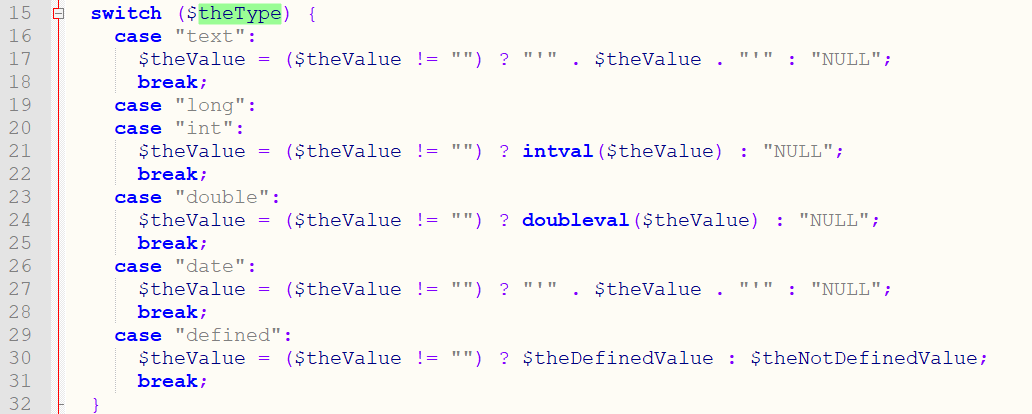 15 switch ($theType) {
16 case "text":
17 $theValue = ($theValue != "") ? "'" . $theValue . "'" : "NULL";
18 break;
19 case "long":
20 case "int":
21 $theValue = ($theValue != "") ? intval($theValue) : "NULL";
22 break;
23 case "double":
24 $theValue = ($theValue != "") ? doubleval($theValue) : "NULL";
25 break;
26 case "date":
27 $theValue = ($theValue != "") ? "'" . $theValue . "'" : "NULL";
28 break;
29 case "defined":
30 $theValue = ($theValue != "") ? $theDefinedValue : $theNotDefinedValue;
31 break;
32 }